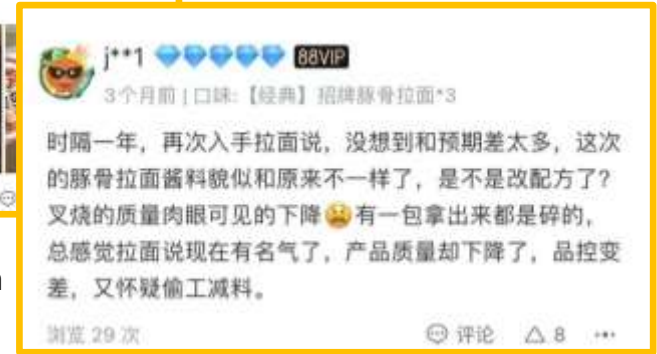 j**1 88VIP
3个月前 | 口味:【经典】招牌豚骨拉面*3
时隔一年，再次入手拉面说，没想到和预期差太多，这次
的豚骨拉面酱料貌似和原来不一样了，是不是改配方了？
叉烧的质量肉眼可见的下降😫有一包拿出来都是碎的，
总感觉拉面说现在有名气了，产品质量却下降了，品控变
差，又怀疑偷工减料。
浏览 29 次 评论 8 ···